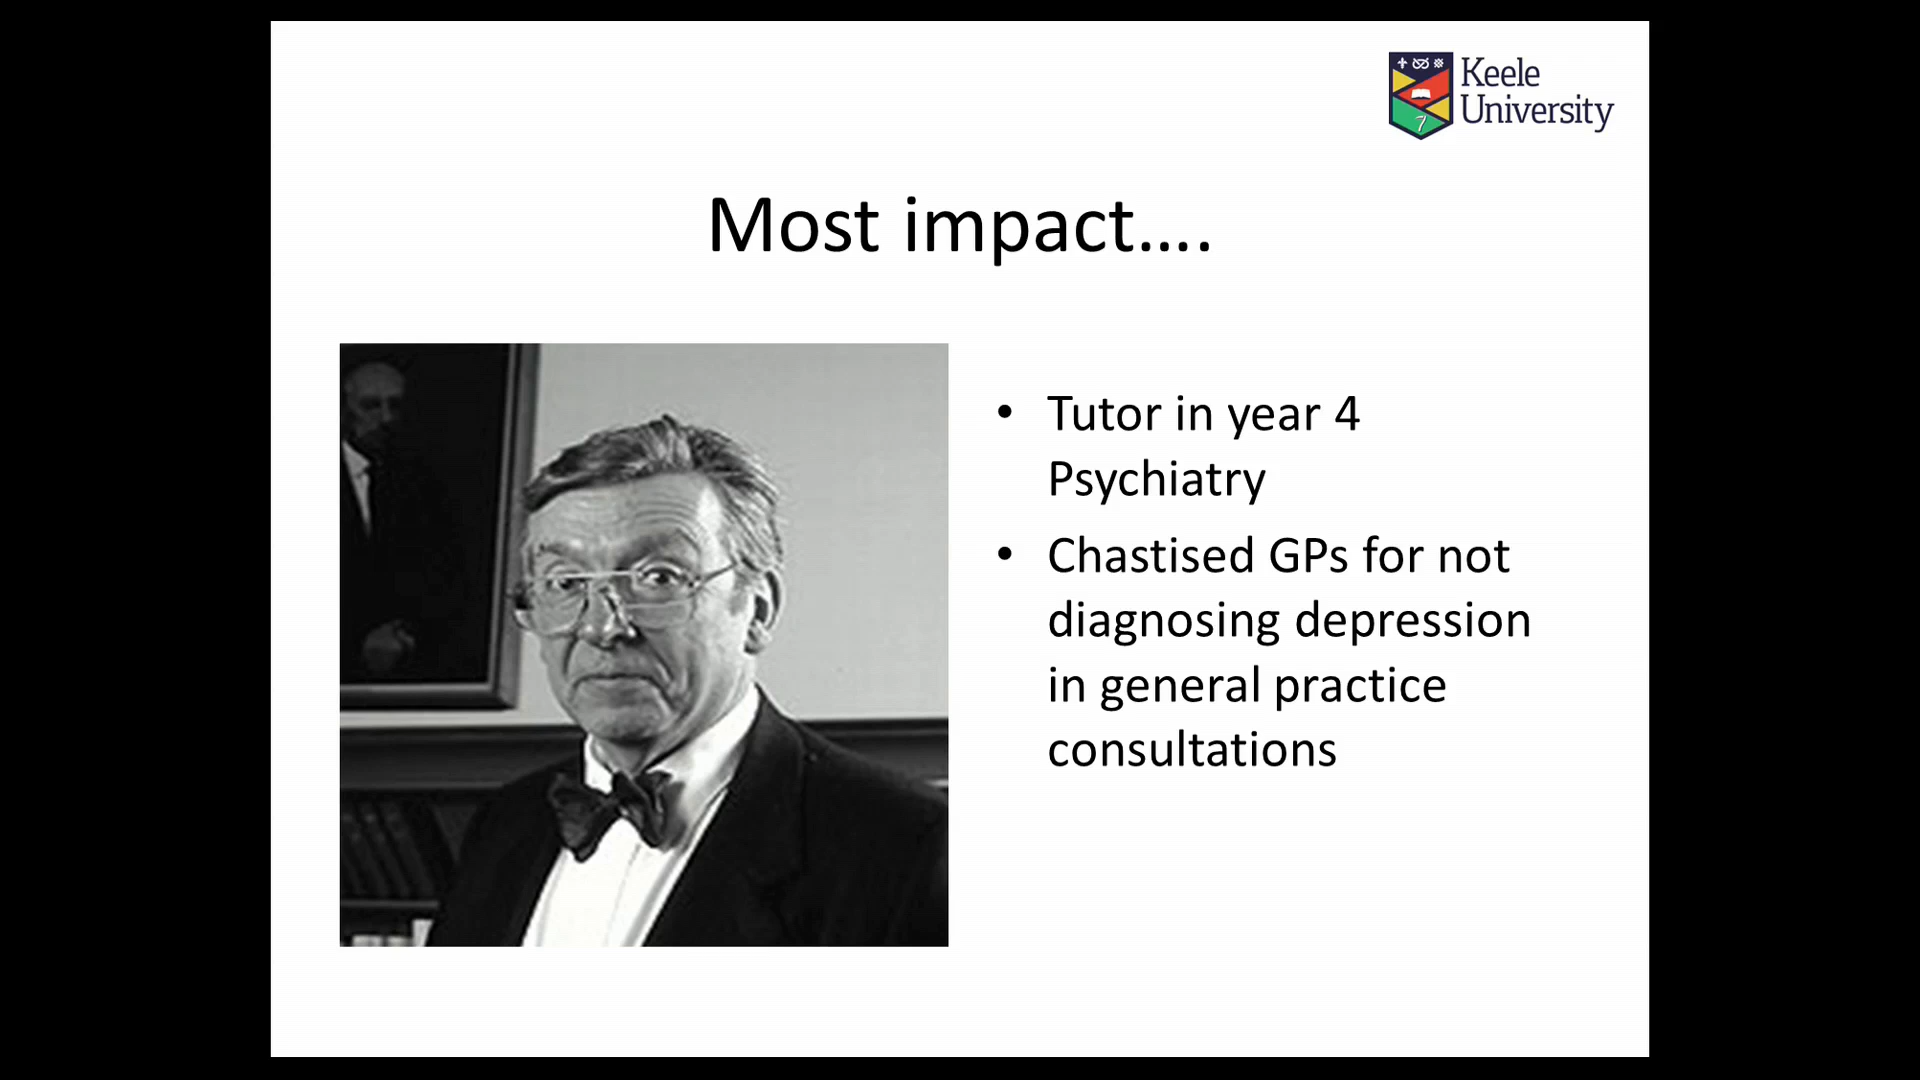 Keele
University
Most impact....
• Tutor in year 4
Psychiatry
• Chastised GPs for not
diagnosing depression
in general practice
consultations